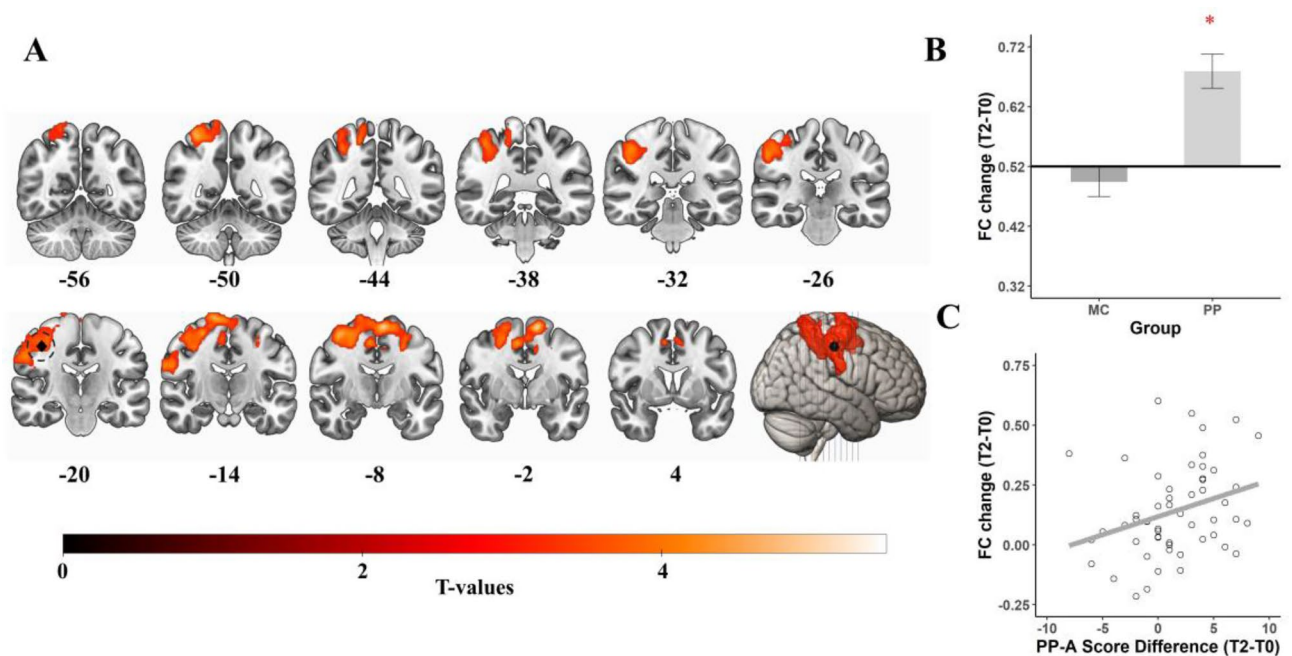 A
-56 -50 -44 -38 -32 -26
-20 -14 -8 -2 4
0 2 4
T-values
B
*
FC change (T2-T0)
0.72
0.62
0.52
0.42
0.32
MC PP
Group
C
FC change (T2-T0)
0.75
0.50
0.25
0.00
-0.25
-10 -5 0 5 10
PP-A Score Difference (T2-T0)